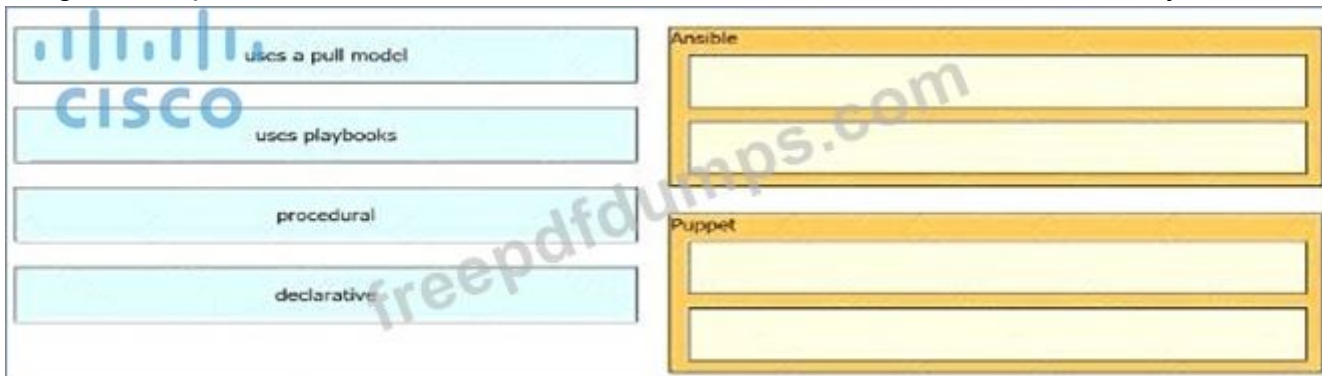 uses a pull model
CISCO
uses playbooks
procedural
declarative
Ansible
Puppet
freepdfdumps.com